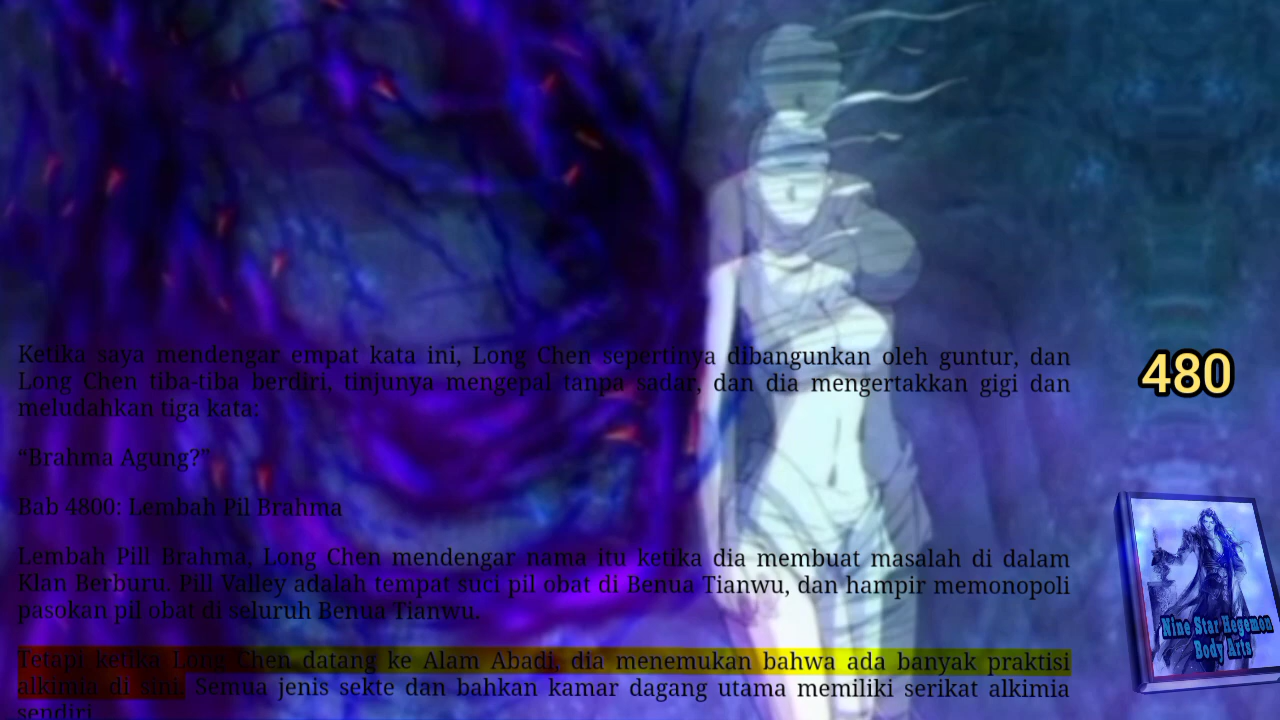 Ketika saya mendengar empat kata ini, Long Chen sepertinya dibangunkan oleh guntur, dan
Long Chen tiba-tiba berdiri, tinjunya mengepal tanpa sadar, dan dia mengertakkan gigi dan
meludahkan tiga kata:
“Brahma Agung?”
Bab 4800: Lembah Pil Brahma
Lembah Pill Brahma, Long Chen mendengar nama itu ketika dia membuat masalah di dalam
Klan Berburu. Pill Valley adalah tempat suci pil obat di Benua Tianwu, dan hampir memonopoli
pasokan pil obat di seluruh Benua Tianwu.
Tetapi ketika Long Chen datang ke Alam Abadi, dia menemukan bahwa ada banyak praktisi
alkimia di sini. Semua jenis sekte dan bahkan kamar dagang utama memiliki serikat alkimia
sendiri.
480
Nine Star Hegemon
Body Arts